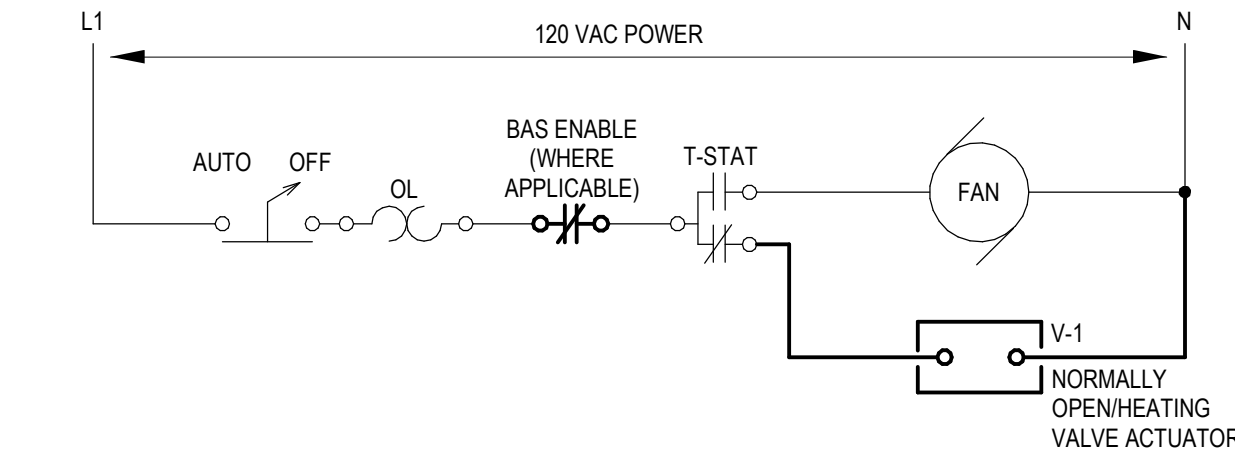 L1
N
120 VAC POWER
BAS ENABLE
(WHERE
APPLICABLE)
AUTO
OFF
OL
T-STAT
FAN
V-1
NORMALLY
OPEN/HEATING
VALVE ACTUATOR